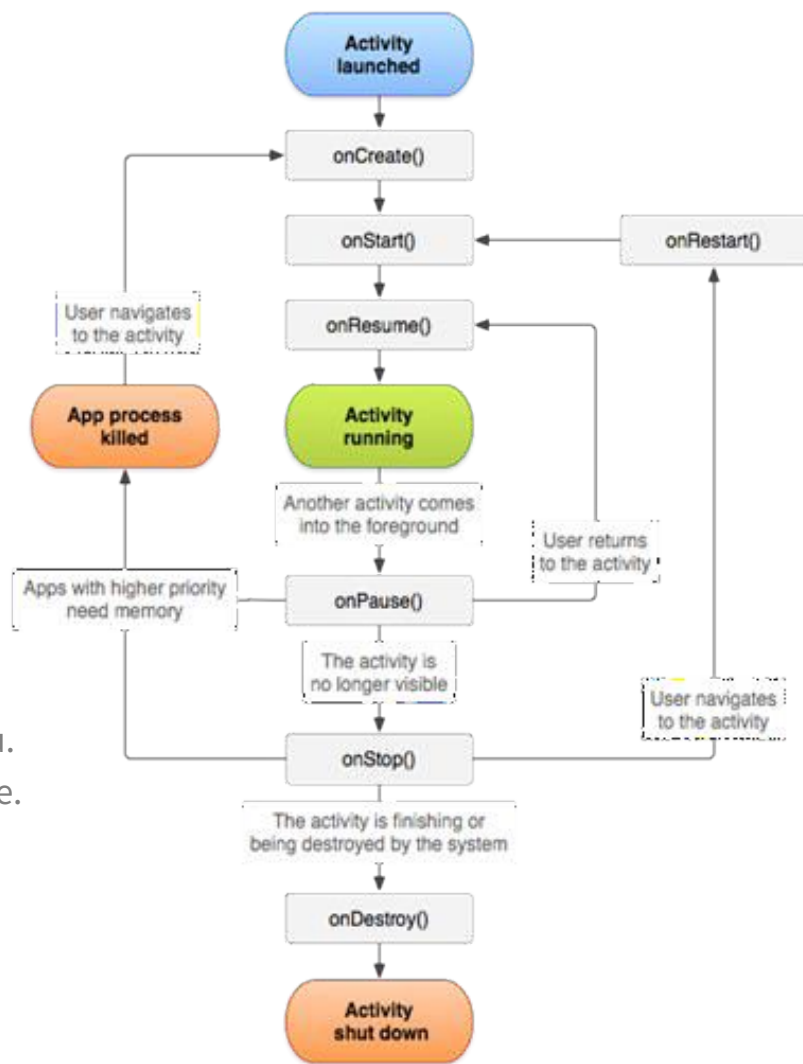 Activity
launched
onCreate()
onStart()
onRestart()
User navigates
to the activity
onResume()
App process
killed
Activity
running
Another activity comes
into the foreground
User returns
to the activity
Apps with higher priority
need memory
onPause()
The activity is
no longer visible
User navigates
to the activity
onStop()
e.
The activity is finishing or
being destroyed by the system
onDestroy()
Activity
shut down